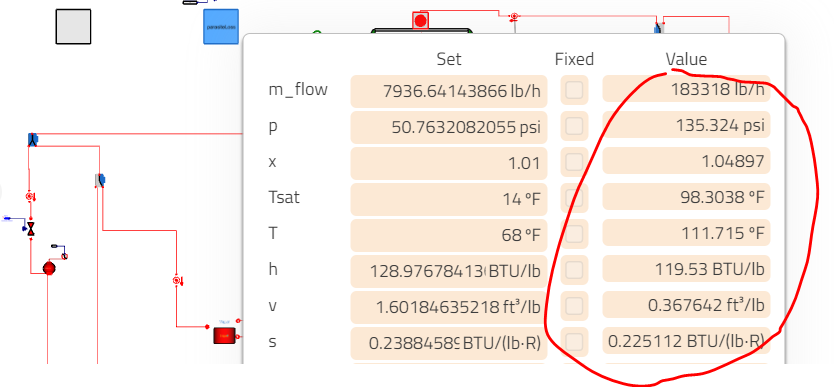 Set Fixed Value
m_flow 7936.64143866 lb/h 183318 lb/h
p 50.7632082055 psi 135.324 psi
x 1.01 1.04897
Tsat 14 °F 98.3038 °F
T 68 °F 111.715 °F
h 128.976784130 BTU/lb 119.53 BTU/lb
v 1.60184635218 ft³/lb 0.367642 ft³/lb
s 0.23884589 BTU/(lb·R) 0.225112 BTU/(lb·R)